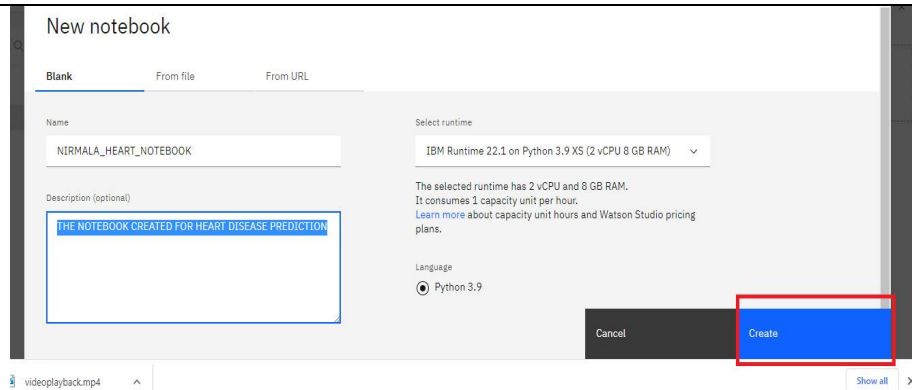 New notebook
Blank
From file
From URL
Name
NIRMALA_HEART_NOTEBOOK
Description (optional)
THE NOTEBOOK CREATED FOR HEART DISEASE PREDICTION
Select runtime
IBM Runtime 22.1 on Python 3.9 XS (2 vCPU 8 GB RAM)
The selected runtime has 2 vCPU and 8 GB RAM.
It consumes 1 capacity unit per hour.
Learn more about capacity unit hours and Watson Studio pricing
plans.
Language
Python 3.9
Cancel
Create
videoplayback.mp4
Show all